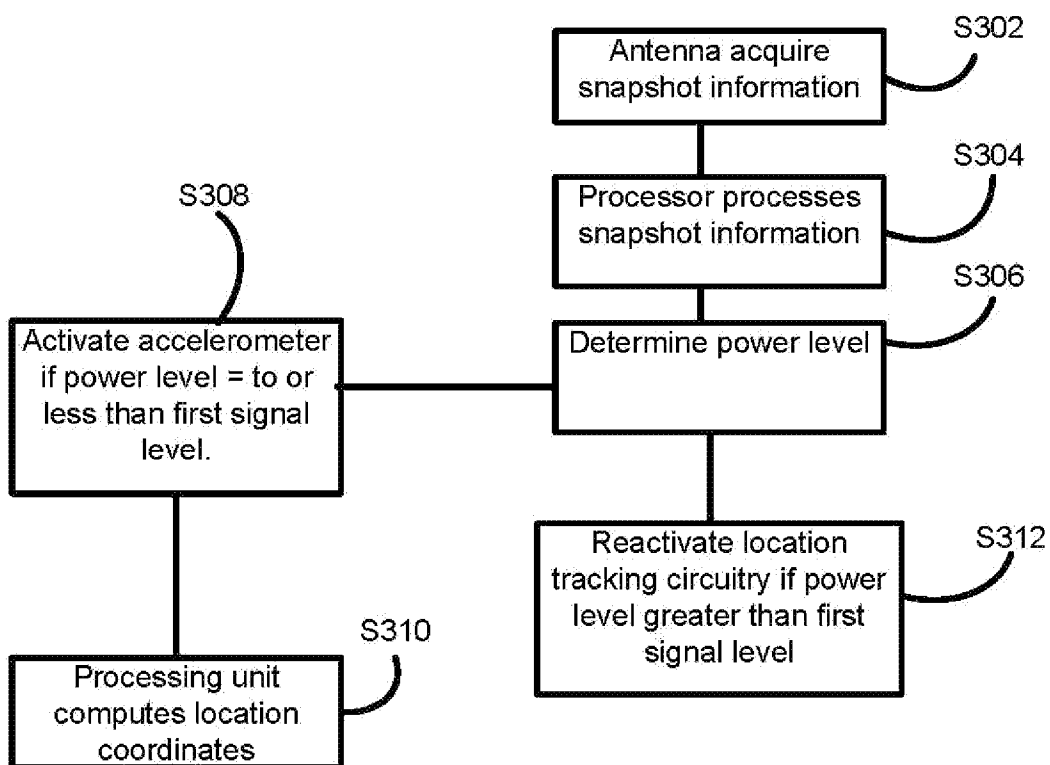 S302
Antenna acquire
snapshot information
S304
Processor processes
snapshot information
S306
Determine power level
S308
Activate accelerometer
if power level = to or
less than first signal
level.
S310
Processing unit
computes location
coordinates
S312
Reactivate location
tracking circuitry if power
level greater than first
signal level